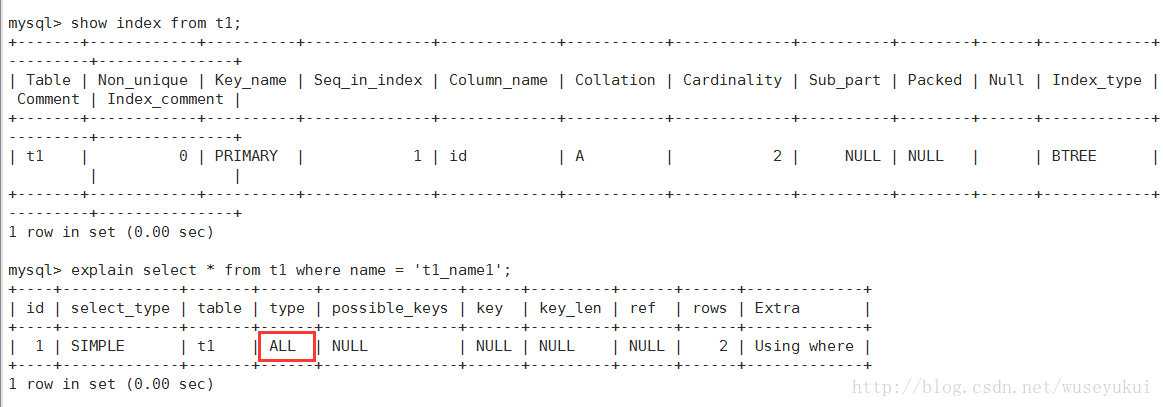 mysql> show index from t1;
+-------+------------+----------+--------------+-------------+-----------+-------------+----------+--------+------+------------+
---------+---------------+
| Table | Non_unique | Key_name | Seq_in_index | Column_name | Collation | Cardinality | Sub_part | Packed | Null | Index_type |
 Comment | Index_comment |
+-------+------------+----------+--------------+-------------+-----------+-------------+----------+--------+------+------------+
---------+---------------+
| t1    |          0 | PRIMARY  |            1 | id          | A         |           2 |     NULL | NULL   |      | BTREE      |
         |               |
+-------+------------+----------+--------------+-------------+-----------+-------------+----------+--------+------+------------+
---------+---------------+
1 row in set (0.00 sec)
mysql> explain select * from t1 where name = 't1_name1';
+----+-------------+-------+------+---------------+------+---------+------+------+-------------+
| id | select_type | table | type | possible_keys | key  | key_len | ref  | rows | Extra       |
+----+-------------+-------+------+---------------+------+---------+------+------+-------------+
|  1 | SIMPLE      | t1    | ALL  | NULL          | NULL | NULL    | NULL |    2 | Using where |
+----+-------------+-------+------+---------------+------+---------+------+------+-------------+
1 row in set (0.00 sec)
http://blog.csdn.net/wuseyukui